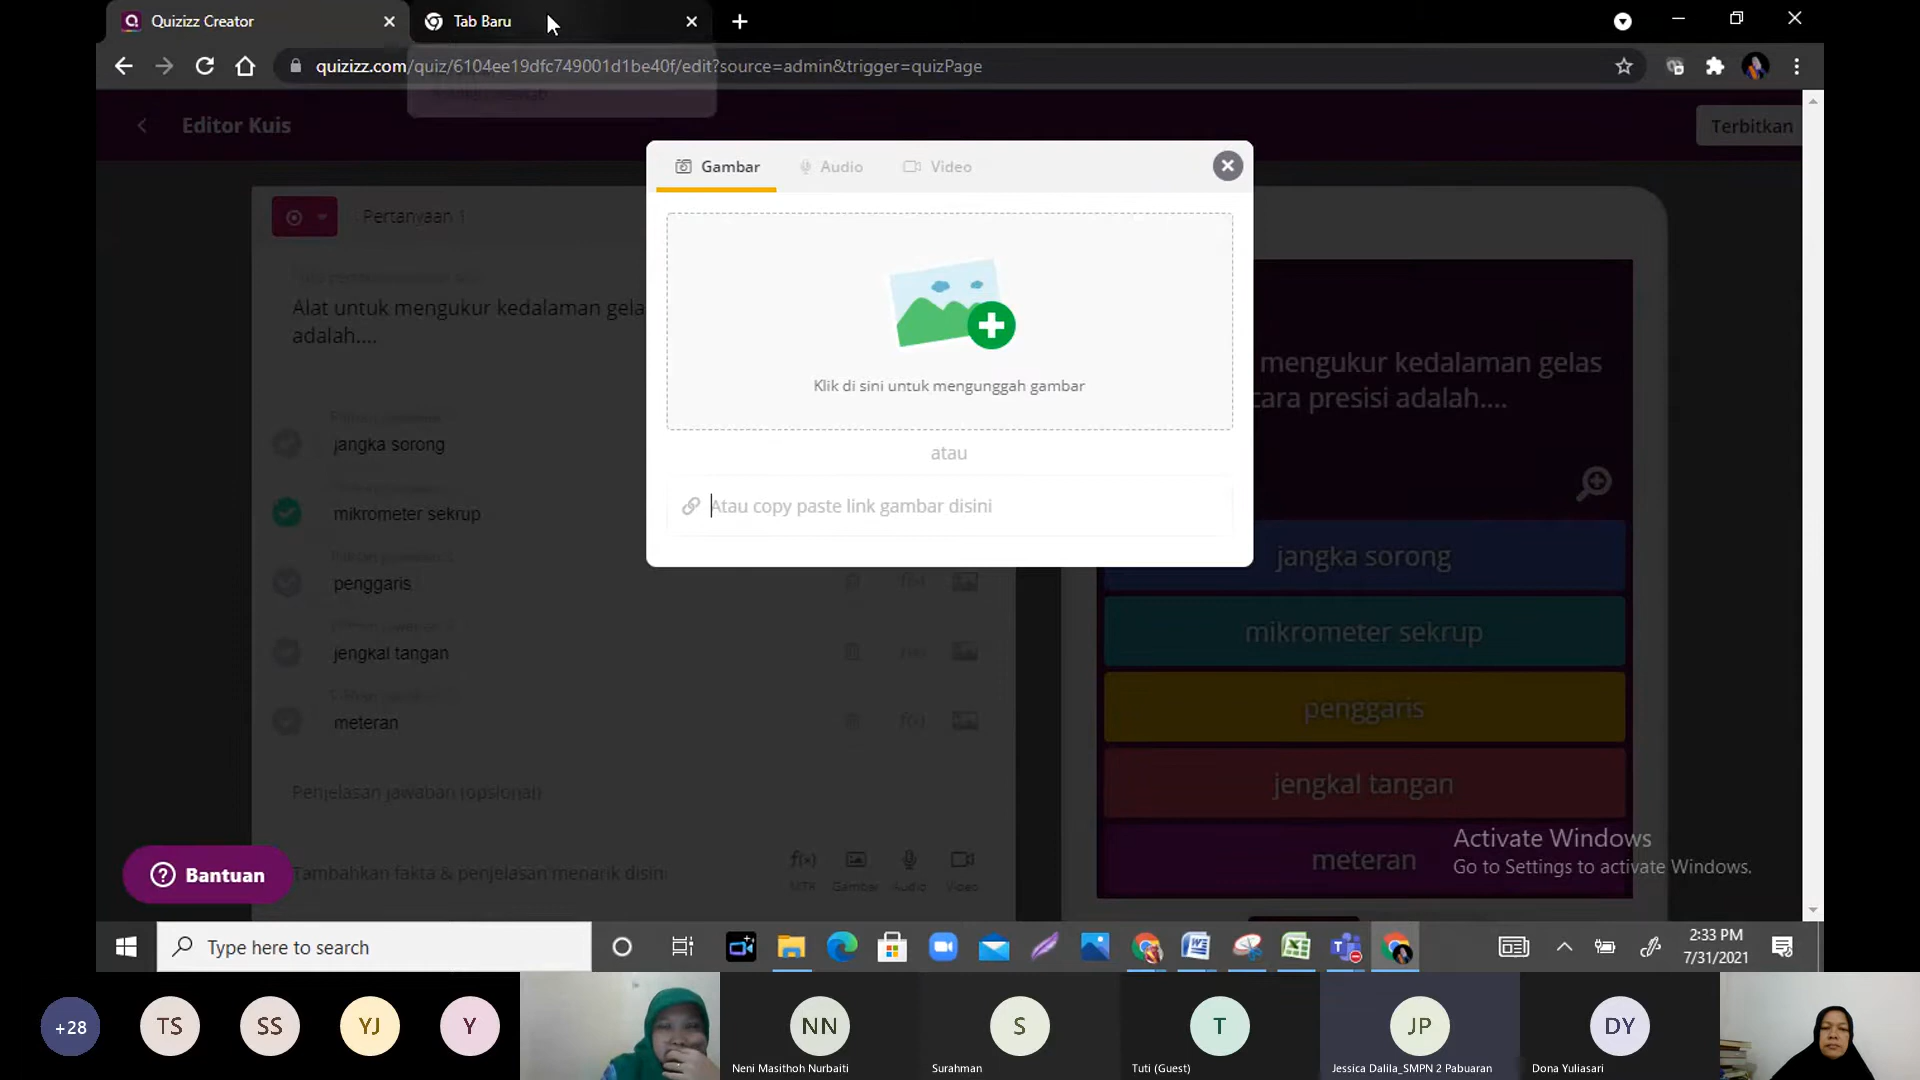 Quizizz Creator
Tab Baru
quizizz.com/quiz/6104ee19dfc749001d1be40f/edit?source=admin&trigger=quizPage
Editor Kuis
Terbitkan
Gambar
Audio
Video
Pertanyaan 1
Alat untuk mengukur kedalaman gela
adalah....
Klik di sini untuk mengunggah gambar
atau
Atau copy paste link gambar disini
jangka sorong
mikrometer sekrup
penggaris
jengkal tangan
meteran
Penjelasan jawaban (opsional)
Tambahkan fakta & penjelasan menarik disin
Gambar
Audio
Video
Bantuan
mengukur kedalaman gelas
cara presisi adalah....
jangka sorong
mikrometer sekrup
penggaris
jengkal tangan
meteran
Activate Windows
Go to Settings to activate Windows.
Type here to search
2:33 PM
7/31/2021
+28
TS
SS
YJ
Y
NN
Neni Masithoh Nurbaiti
S
Surahman
T
Tuti (Guest)
JP
Jessica Dalila_SMPN 2 Pabuaran
DY
Dona Yuliasari